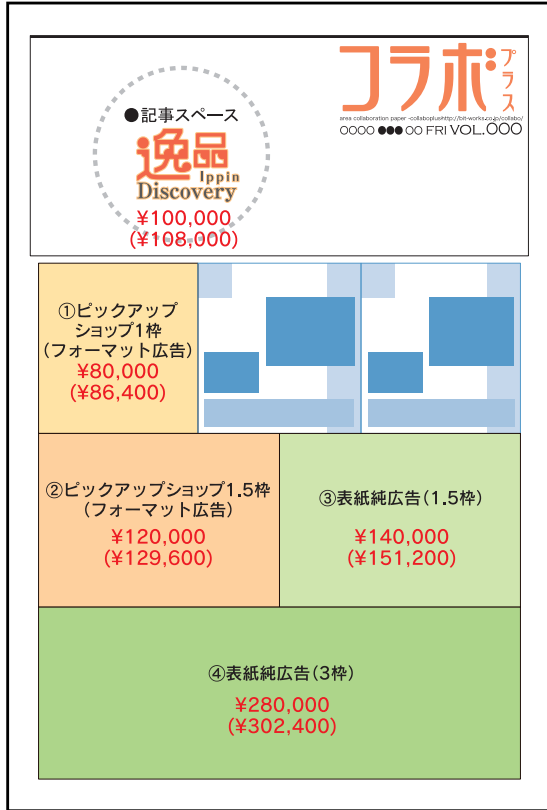 コラボ
プラス
area collaboration paper -collaboplus/http://bit-works.co.jp/collabo/
0000 ●●● 00 FRI VOL.000
●記事スペース
逸品
Ippin
Discovery
¥100,000
(¥108,000)
①ピックアップ
ショップ1枠
(フォーマット広告)
¥80,000
(¥86,400)
②ピックアップショップ1.5枠
(フォーマット広告)
¥120,000
(¥129,600)
③表紙純広告(1.5枠)
¥140,000
(¥151,200)
④表紙純広告(3枠)
¥280,000
(¥302,400)